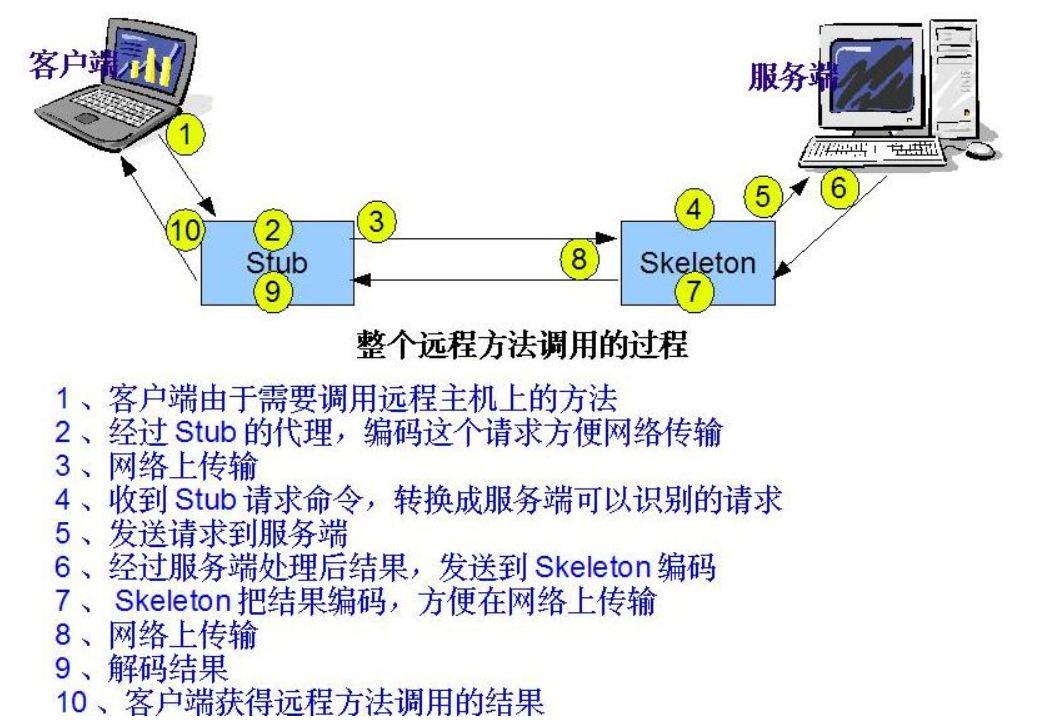 客户端
服务端
1
2
3
4
5
6
10
Stub
8
Skeleton
9
7
整个远程方法调用的过程
1、客户端由于需要调用远程主机上的方法
2、经过 Stub 的代理，编码这个请求方便网络传输
3、网络上传输
4、收到 Stub 请求命令，转换成服务端可以识别的请求
5、发送请求到服务端
6、经过服务端处理后结果，发送到 Skeleton 编码
7、 Skeleton 把结果编码，方便在网络上传输
8、网络上传输
9、解码结果
10、客户端获得远程方法调用的结果